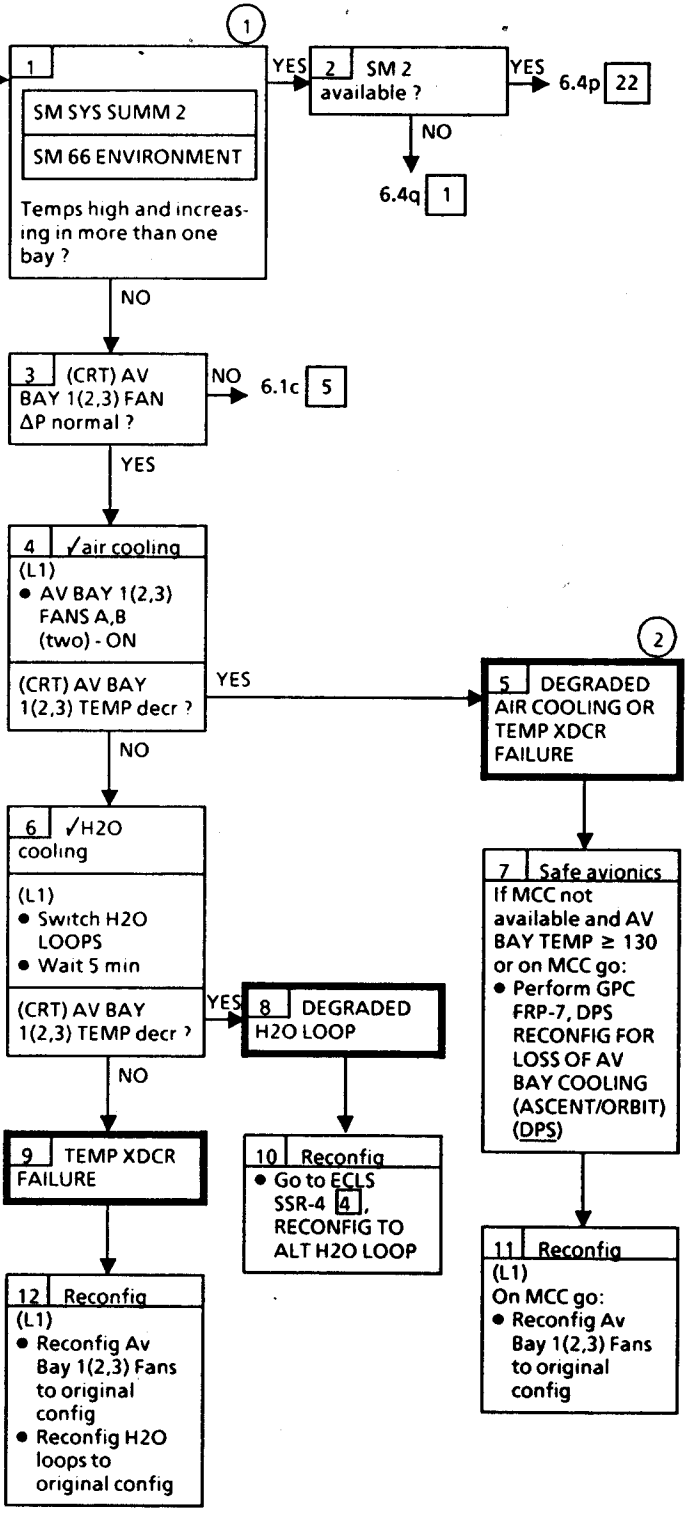 1
1
SM SYS SUMM 2
SM 66 ENVIRONMENT
Temps high and increas-
ing in more than one
bay ?
YES
2 SM 2
available ?
YES
6.4p 22
NO
6.4q 1
NO
3 (CRT) AV
BAY 1(2,3) FAN
ΔP normal ?
NO
6.1c 5
YES
4 ✓air cooling
(L1)
● AV BAY 1(2,3)
FANS A,B
(two) - ON
(CRT) AV BAY
1(2,3) TEMP decr ?
YES
2
5 DEGRADED
AIR COOLING OR
TEMP XDCR
FAILURE
NO
6 ✓H2O
cooling
(L1)
● Switch H2O
LOOPS
● Wait 5 min
(CRT) AV BAY
1(2,3) TEMP decr ?
YES
8 DEGRADED
H2O LOOP
7 Safe avionics
If MCC not
available and AV
BAY TEMP ≥ 130
or on MCC go:
● Perform GPC
FRP-7, DPS
RECONFIG FOR
LOSS OF AV
BAY COOLING
(ASCENT/ORBIT)
(DPS)
NO
9 TEMP XDCR
FAILURE
10 Reconfig
● Go to ECLS
SSR-4 4 ,
RECONFIG TO
ALT H2O LOOP
11 Reconfig
(L1)
On MCC go:
● Reconfig Av
Bay 1(2,3) Fans
to original
config
12 Reconfig
(L1)
● Reconfig Av
Bay 1(2,3) Fans
to original
config
● Reconfig H2O
loops to
original config